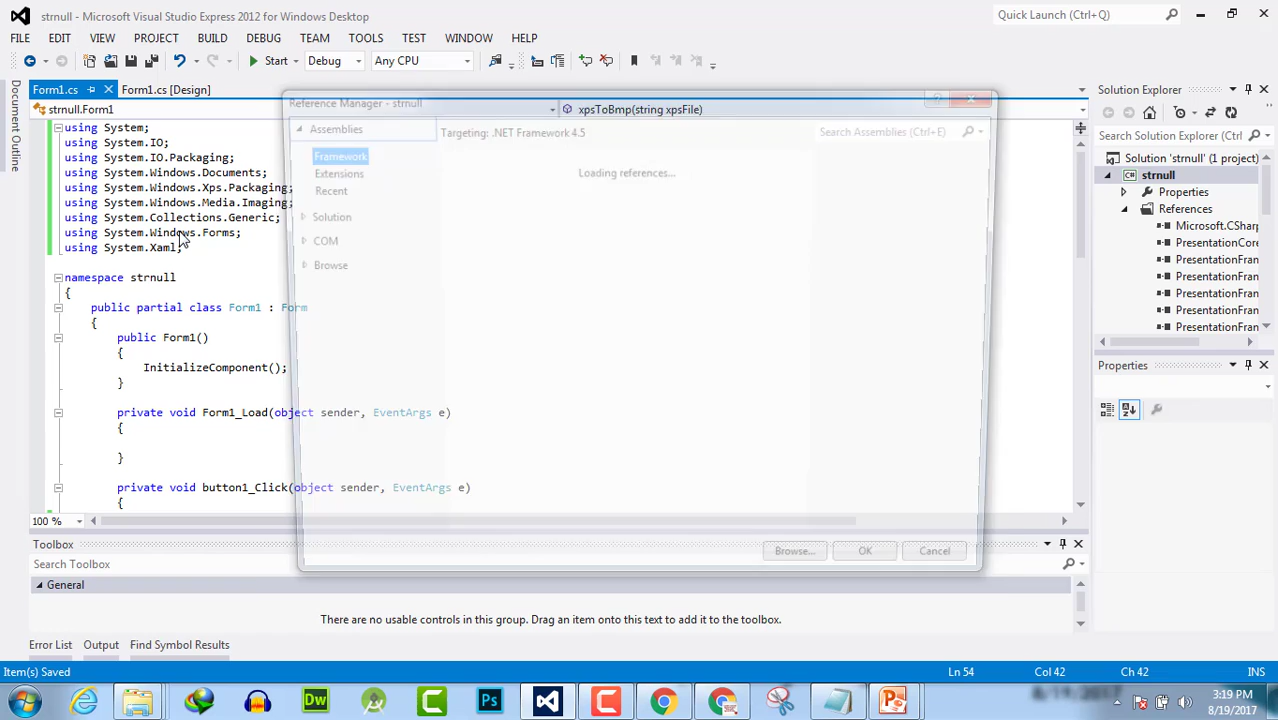 strnull - Microsoft Visual Studio Express 2012 for Windows Desktop
Quick Launch (Ctrl+Q)
FILE EDIT VIEW PROJECT BUILD DEBUG TEAM TOOLS TEST WINDOW HELP
Start Debug Any CPU
Document Outline
Form1.cs Form1.cs [Design]
strnull.Form1 xpsToBmp(string xpsFile)
Reference Manager - strnull
Assemblies
Targeting: .NET Framework 4.5
Search Assemblies (Ctrl+E)
Framework
Extensions
Recent
Solution
COM
Browse
Loading references...
Browse... OK Cancel
using System;
using System.IO;
using System.IO.Packaging;
using System.Windows.Documents;
using System.Windows.Xps.Packaging;
using System.Windows.Media.Imaging;
using System.Collections.Generic;
using System.Windows.Forms;
using System.Xaml;
namespace strnull
{
public partial class Form1 : Form
{
public Form1()
{
InitializeComponent();
}
private void Form1_Load(object sender, EventArgs e)
{
}
private void button1_Click(object sender, EventArgs e)
{
100 %
Solution Explorer
Search Solution Explorer (Ctrl+
Solution 'strnull' (1 project)
strnull
Properties
References
Microsoft.CSharp
PresentationCore
PresentationFran
PresentationFran
PresentationFran
PresentationFran
PresentationFran
Properties
Toolbox
Search Toolbox
General
There are no usable controls in this group. Drag an item onto this text to add it to the toolbox.
Error List Output Find Symbol Results
Item(s) Saved Ln 54 Col 42 Ch 42 INS
Dw C Ps
3:19 PM
8/19/2017